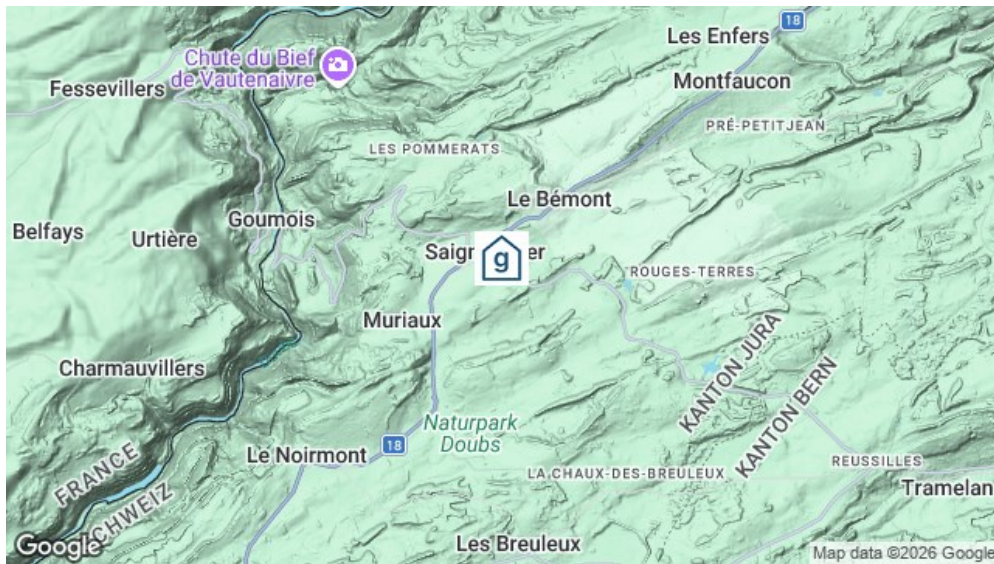 18
Les Enfers
Chute du Bief
de Vautenaivre
Fessevillers
Montfaucon
PRÉ-PETITJEAN
LES POMMERATS
Le Bémont
Goumois
Belfays
Urtière
g
ROUGES-TERRES
Muriaux
Charmauvillers
KANTON JURA
KANTON BERN
Naturpark
Doubs
18
Le Noirmont
FRANCE
LA CHAUX-DES-BREULEUX
REUSSILLES
Tramelan
Les Breuleux
Google
Map data ©2026 Google